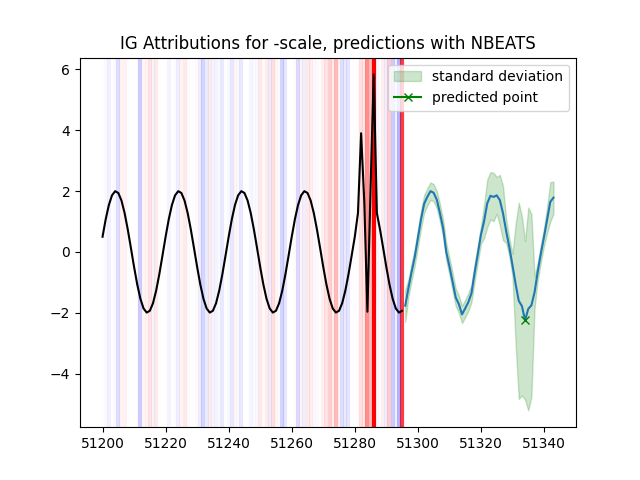 IG Attributions for -scale, predictions with NBEATS
standard deviation
predicted point
6
4
2
0
−2
−4
51200 51220 51240 51260 51280 51300 51320 51340